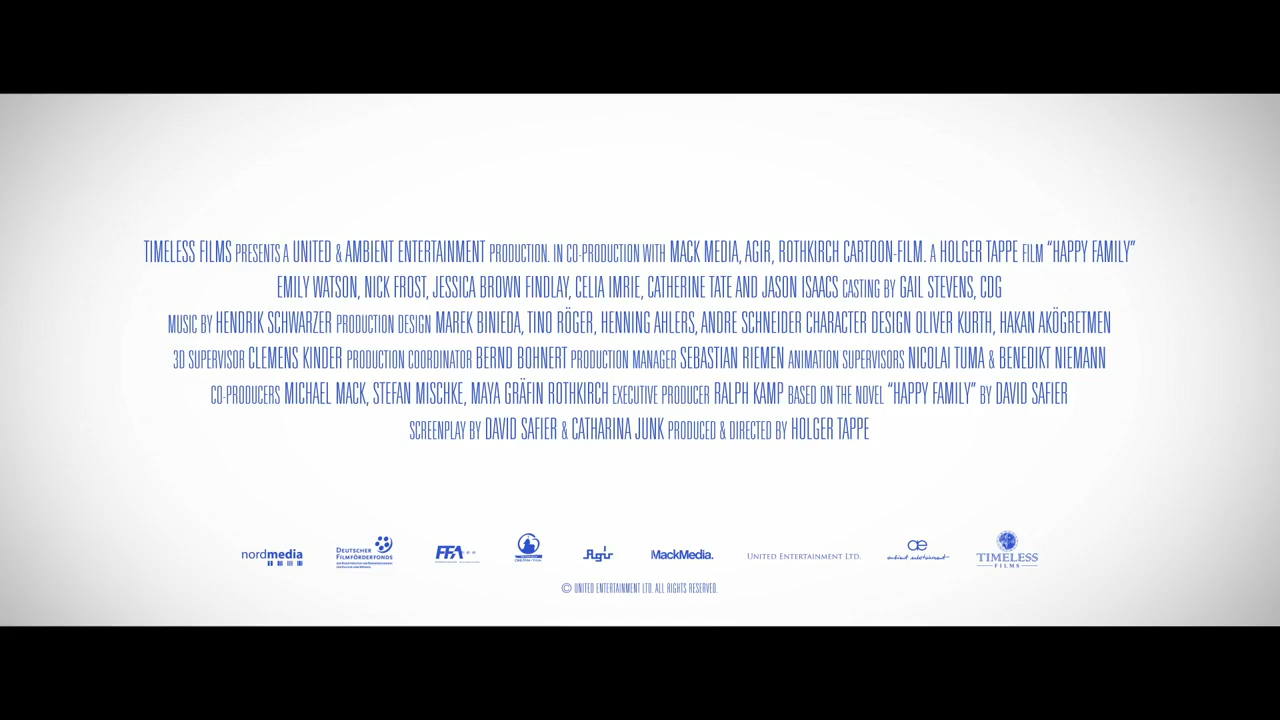 TIMELESS FILMS PRESENTS A UNITED & AMBIENT ENTERTAINMENT PRODUCTION. IN CO-PRODUCTION WITH MACK MEDIA, AGIR, ROTHKIRCH CARTOON-FILM. A HOLGER TAPPE FILM “HAPPY FAMILY”
EMILY WATSON, NICK FROST, JESSICA BROWN FINDLAY, CELIA IMRIE, CATHERINE TATE AND JASON ISAACS CASTING BY GAIL STEVENS, CDG
MUSIC BY HENDRIK SCHWARZER PRODUCTION DESIGN MAREK BINIEDA, TINO RÖGER, HENNING AHLERS, ANDRE SCHNEIDER CHARACTER DESIGN OLIVER KURTH, HAKAN AKÖGRETMEN
3D SUPERVISOR CLEMENS KINDER PRODUCTION COORDINATOR BERND BOHNERT PRODUCTION MANAGER SEBASTIAN RIEMEN ANIMATION SUPERVISORS NICOLAI TUMA & BENEDIKT NIEMANN
CO-PRODUCERS MICHAEL MACK, STEFAN MISCHKE, MAYA GRÄFIN ROTHKIRCH EXECUTIVE PRODUCER RALPH KAMP BASED ON THE NOVEL “HAPPY FAMILY” BY DAVID SAFIER
SCREENPLAY BY DAVID SAFIER & CATHARINA JUNK PRODUCED & DIRECTED BY HOLGER TAPPE
nordmedia
DEUTSCHER
FILMFÖRDERFONDS
FFA
Agir
MackMedia.
UNITED ENTERTAINMENT LTD.
ae
ambient entertainment
TIMELESS
FILMS
© UNITED ENTERTAINMENT LTD. ALL RIGHTS RESERVED.